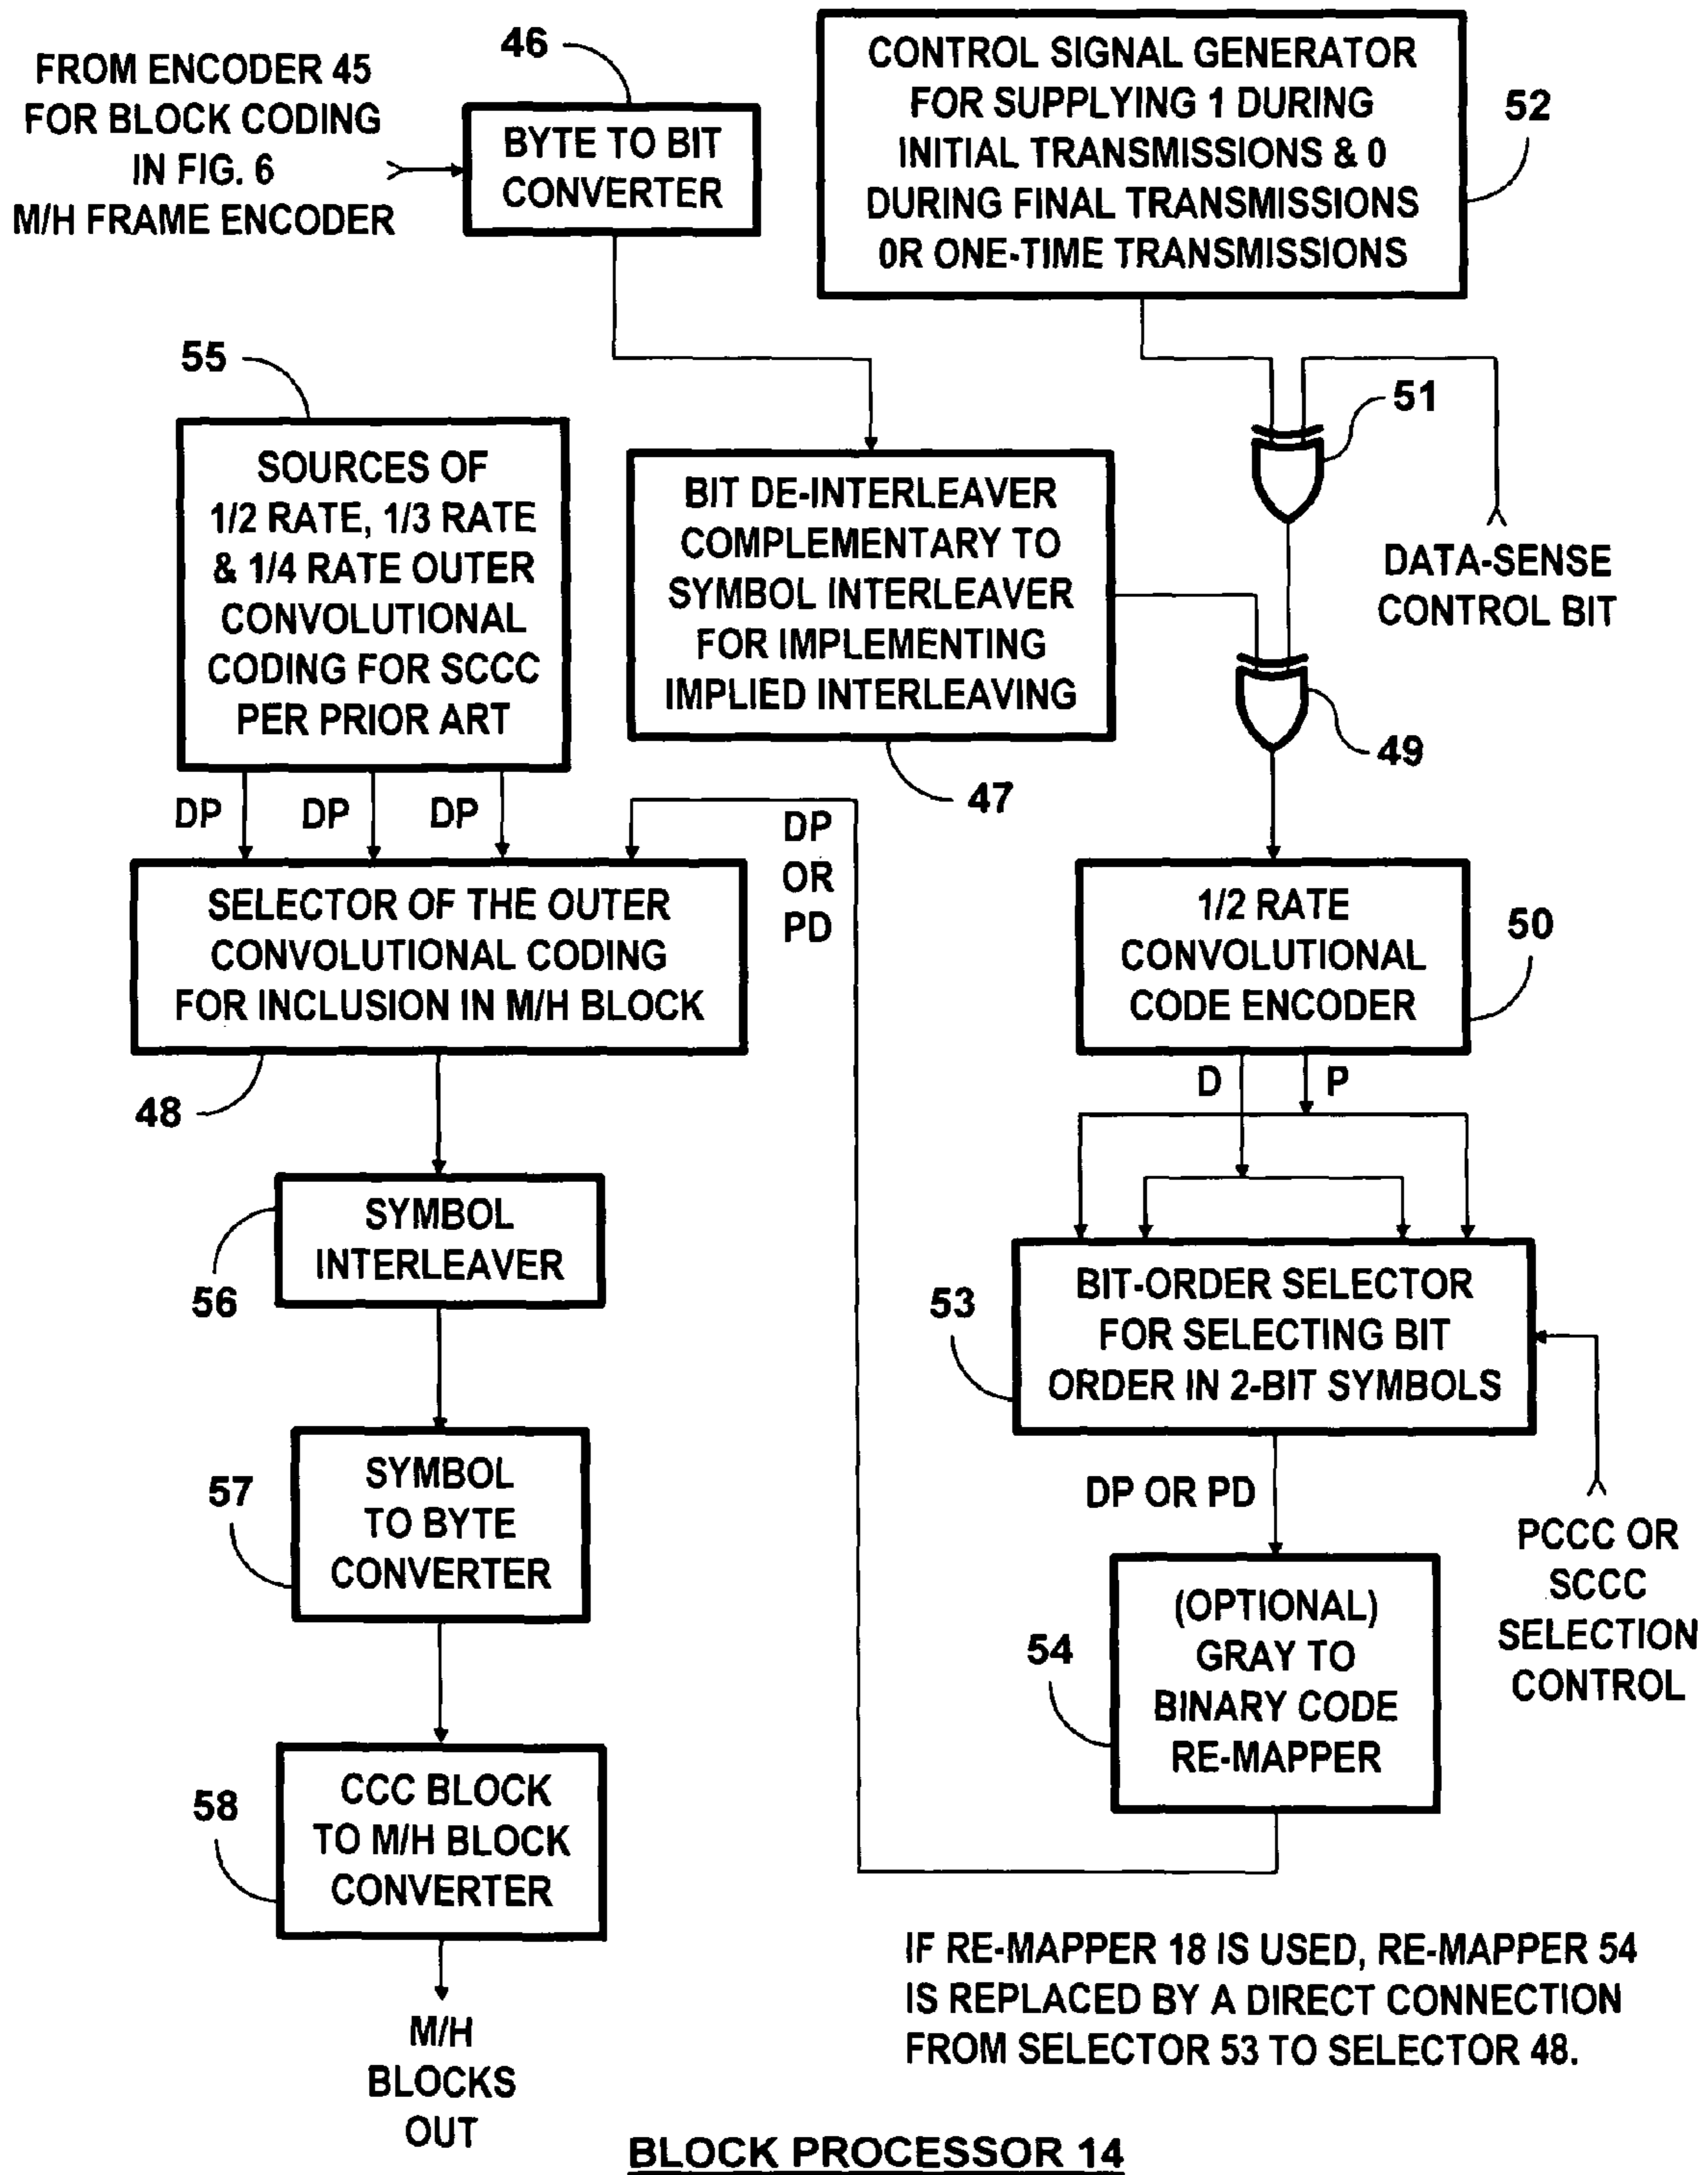 FROM ENCODER 45
FOR BLOCK CODING
IN FIG. 6
M/H FRAME ENCODER
46
BYTE TO BIT
CONVERTER
CONTROL SIGNAL GENERATOR
FOR SUPPLYING 1 DURING
INITIAL TRANSMISSIONS & 0
DURING FINAL TRANSMISSIONS
0R ONE-TIME TRANSMISSIONS
52
55
SOURCES OF
1/2 RATE, 1/3 RATE
& 1/4 RATE OUTER
CONVOLUTIONAL
CODING FOR SCCC
PER PRIOR ART
BIT DE-INTERLEAVER
COMPLEMENTARY TO
SYMBOL INTERLEAVER
FOR IMPLEMENTING
IMPLIED INTERLEAVING
47
51
DATA-SENSE
CONTROL BIT
49
DP
DP
DP
DP
OR
PD
SELECTOR OF THE OUTER
CONVOLUTIONAL CODING
FOR INCLUSION IN M/H BLOCK
48
1/2 RATE
CONVOLUTIONAL
CODE ENCODER
50
D
P
SYMBOL
INTERLEAVER
56
BIT-ORDER SELECTOR
FOR SELECTING BIT
ORDER IN 2-BIT SYMBOLS
53
SYMBOL
TO BYTE
CONVERTER
57
DP OR PD
PCCC OR
SCCC
SELECTION
CONTROL
(OPTIONAL)
GRAY TO
BINARY CODE
RE-MAPPER
54
CCC BLOCK
TO M/H BLOCK
CONVERTER
58
M/H
BLOCKS
OUT
IF RE-MAPPER 18 IS USED, RE-MAPPER 54
IS REPLACED BY A DIRECT CONNECTION
FROM SELECTOR 53 TO SELECTOR 48.
BLOCK PROCESSOR 14